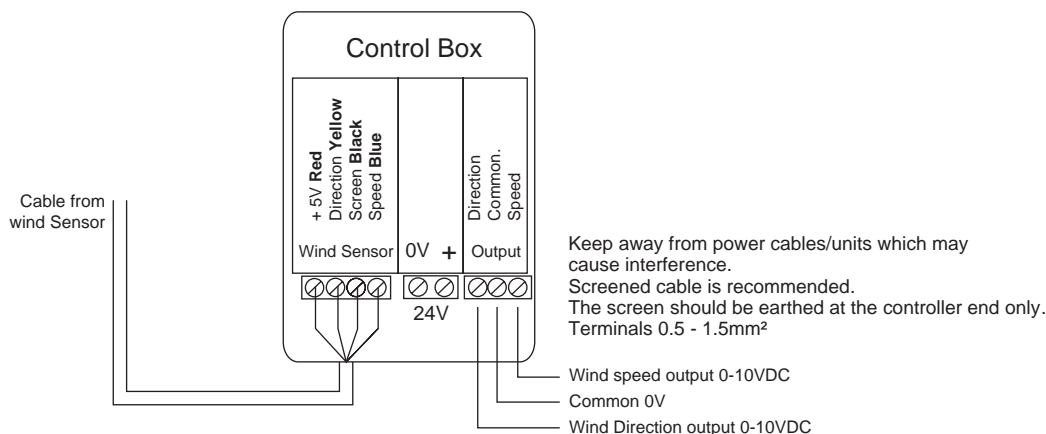 Control Box
+ 5V Red
Direction Yellow
Screen Black
Speed Blue
Direction
Common.
Speed
Wind Sensor
0V +
Output
24V
Cable from
wind Sensor
Keep away from power cables/units which may
cause interference.
Screened cable is recommended.
The screen should be earthed at the controller end only.
Terminals 0.5 - 1.5mm²
Wind speed output 0-10VDC
Common 0V
Wind Direction output 0-10VDC